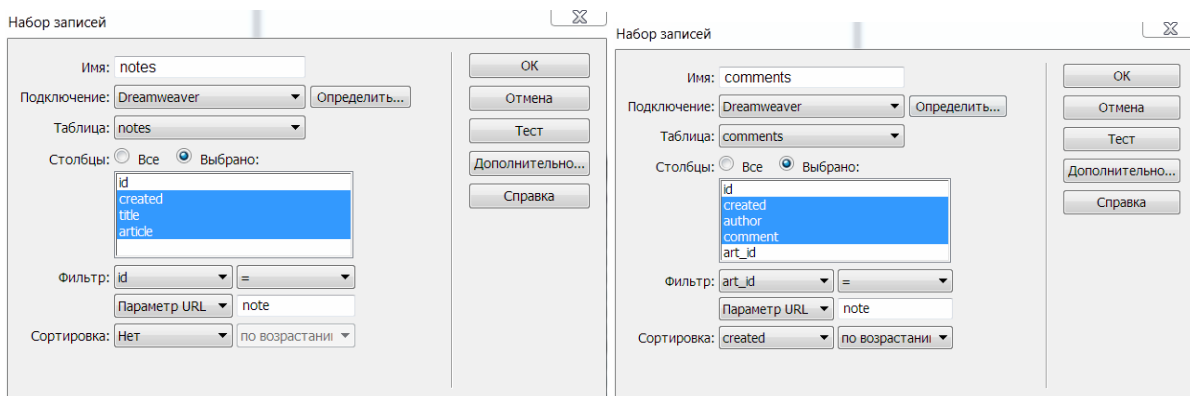 Набор записей
Имя: notes
ОК
Подключение: Dreamweaver Определить...
Отмена
Таблица: notes
Тест
Столбцы: Все Выбрано:
Дополнительно...
id
created
Справка
title
article
Фильтр: id =
Параметр URL note
Сортировка: Нет по возрастани
Набор записей
Имя: comments
ОК
Подключение: Dreamweaver Определить...
Отмена
Таблица: comments
Тест
Столбцы: Все Выбрано:
Дополнительно...
id
created
Справка
author
comment
art_id
Фильтр: art_id =
Параметр URL note
Сортировка: created по возрастани